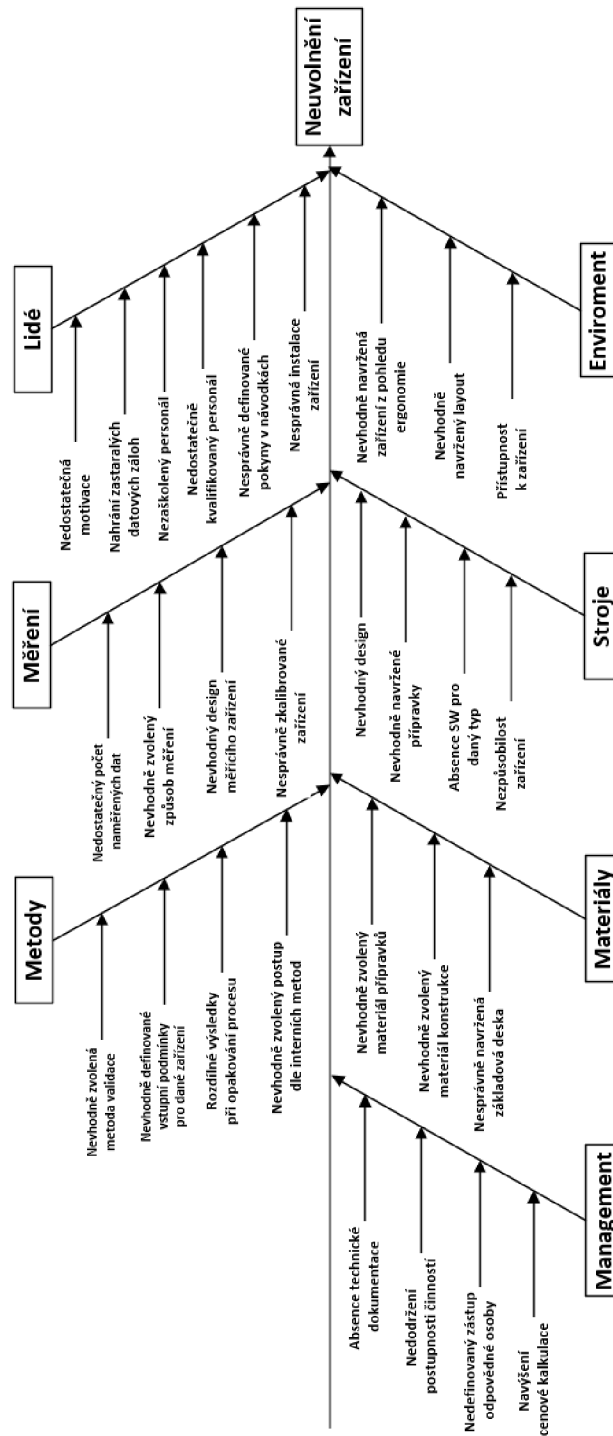 Metody
Nevhodně zvolená
metoda validace
Nevhodně definované
vstupní podmínky
pro dané zařízení
Rozdílné výsledky
při opakování procesu
Nevhodně zvolený postup
dle interních metod
Měření
Nedostatečný počet
naměřených dat
Nevhodně zvolený
způsob měření
Nevhodný design
měřícího zařízení
Nesprávně zkalibrované
zařízení
Lidé
Nedostatečná
motivace
Nahrání zastaralých
datových záloh
Nezaškolený personál
Nedostatečně
kvalifikovaný personál
Nesprávně definované
pokyny v návodkách
Nesprávná instalace
zařízení
Neuvolnění
zařízení
Absence technické
dokumentace
Nedodržení
postupnosti činností
Nedefinovaný zástup
odpovědné osoby
Navýšení
cenové kalkulace
Management
Nevhodně zvolený
materiál přípravků
Nevhodně zvolený
materiál konstrukce
Nesprávně navržená
základová deska
Materiály
Nevhodný design
Nevhodně navržené
přípravky
Absence SW pro
daný typ
Nezpůsobilost
zařízení
Stroje
Nevhodně navržená
zařízení z pohledu
ergonomie
Nevhodně
navržený layout
Přístupnost
k zařízení
Enviroment